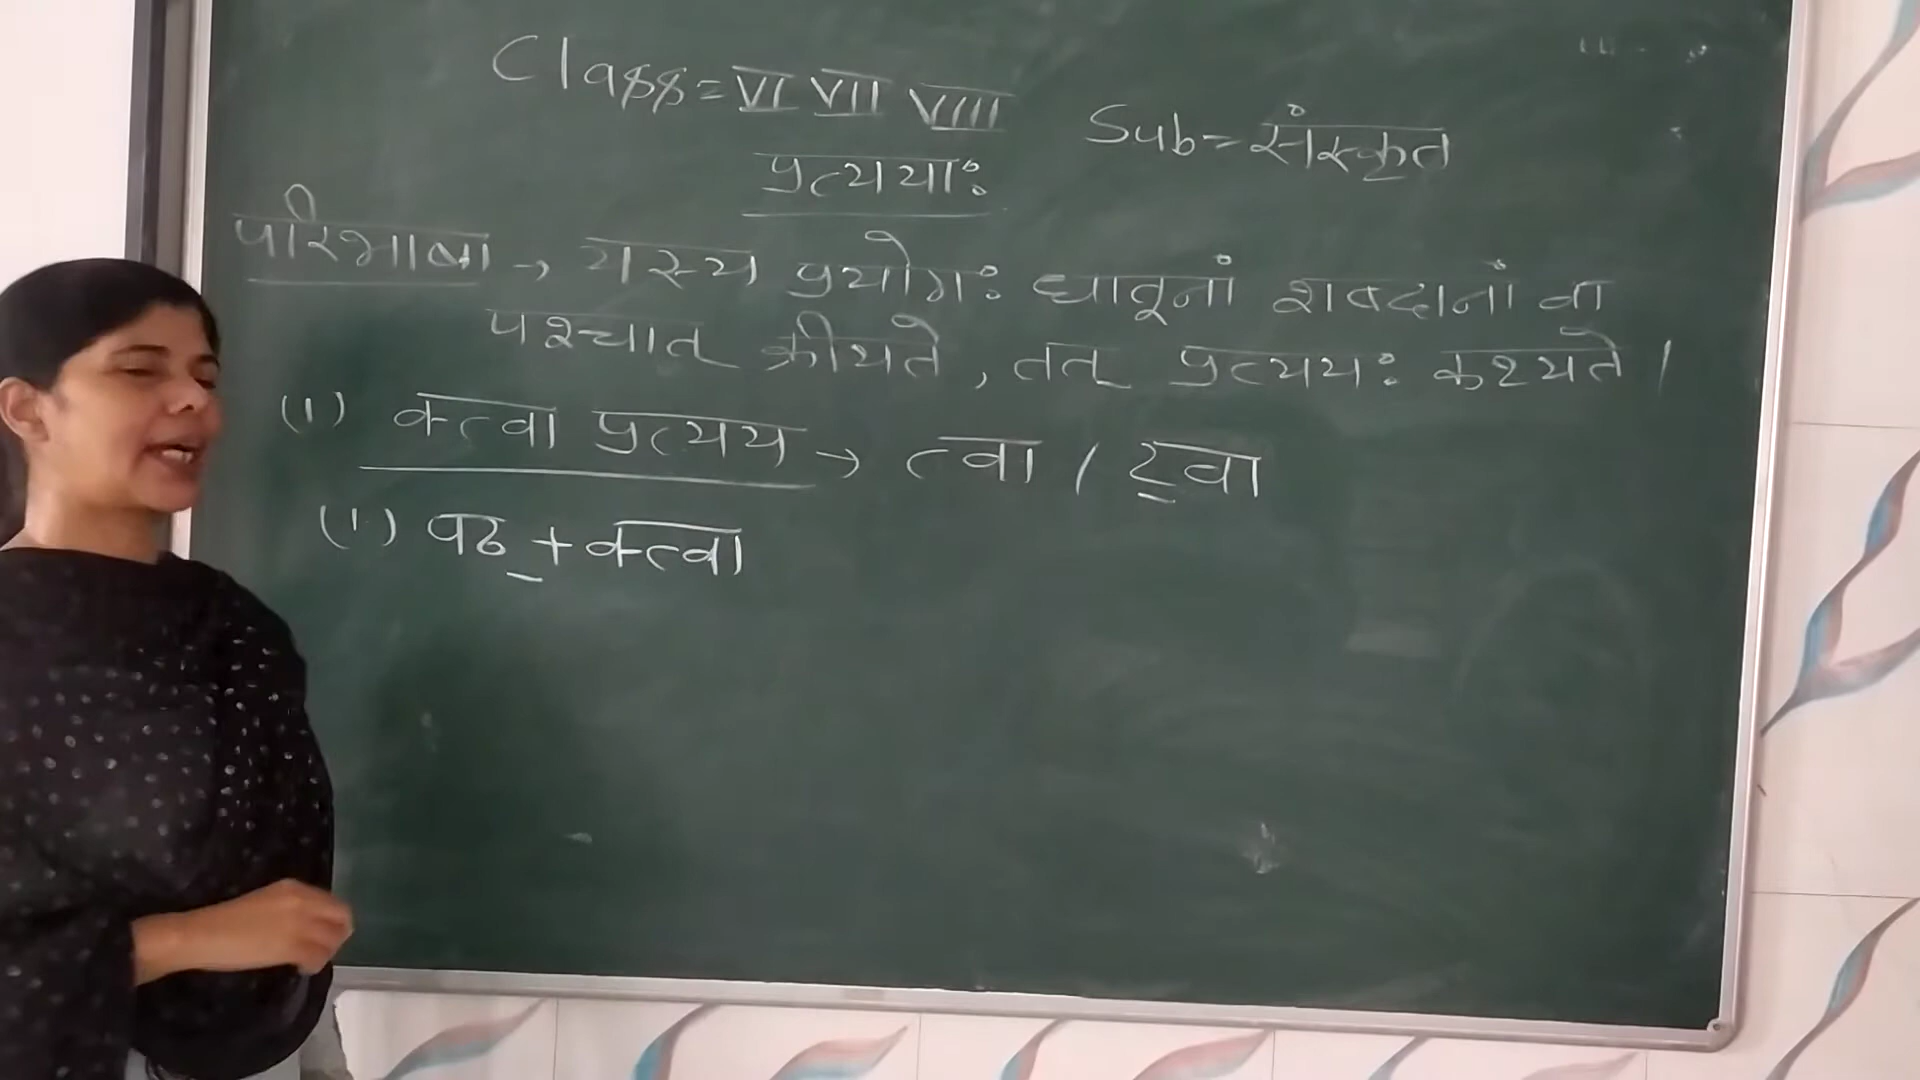 Class = VI VII VIII
Sub = संस्कृत
प्रत्ययाः
परिभाषा → यस्य प्रयोगः धातूनां शबदानां वा
पश्चात् क्रीयते , तत् प्रत्ययः कथ्यते ।
(1) क्त्वा प्रत्यय → त्वा / ट्वा
(1) पठ् + क्त्वा